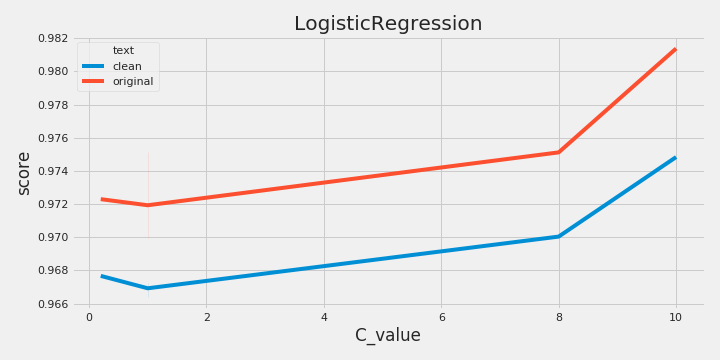 LogisticRegression
0.982
0.980
0.978
0.976
0.974
0.972
0.970
0.968
0.966
score
text
clean
original
0 2 4 6 8 10
C_value